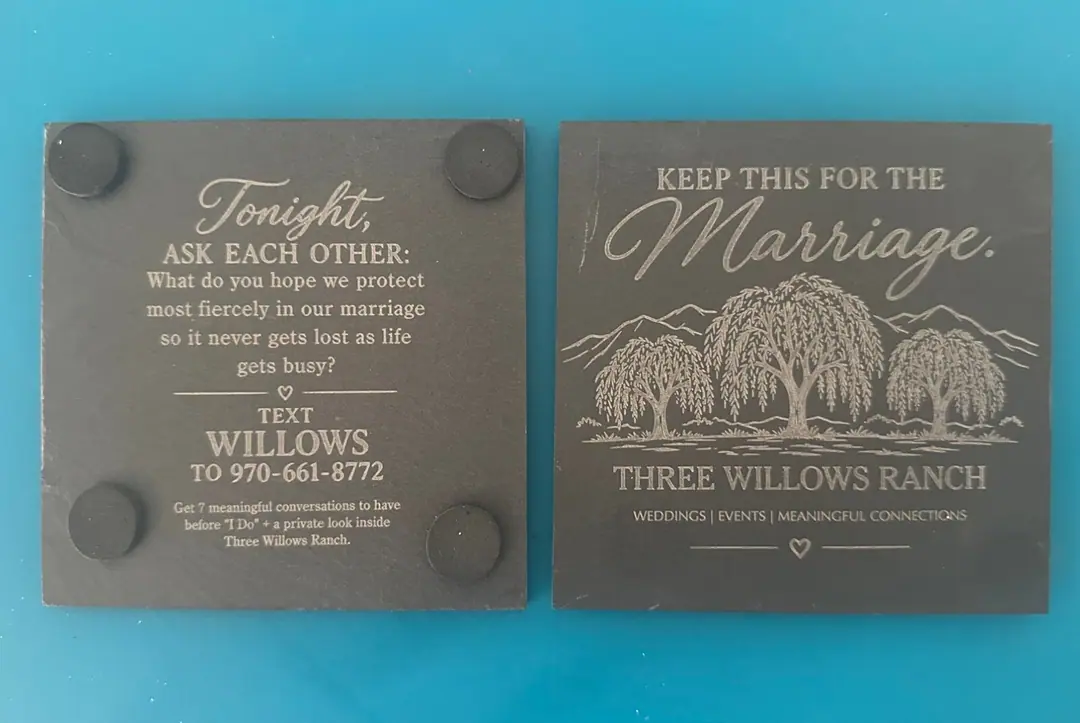 Tonight,
ASK EACH OTHER:
What do you hope we protect
most fiercely in our marriage
so it never gets lost as life
gets busy?
TEXT
WILLOWS
TO 970-661-8772
Get 7 meaningful conversations to have
before "I Do" + a private look inside
Three Willows Ranch.
KEEP THIS FOR THE
Marriage.
THREE WILLOWS RANCH
WEDDINGS | EVENTS | MEANINGFUL CONNECTIONS